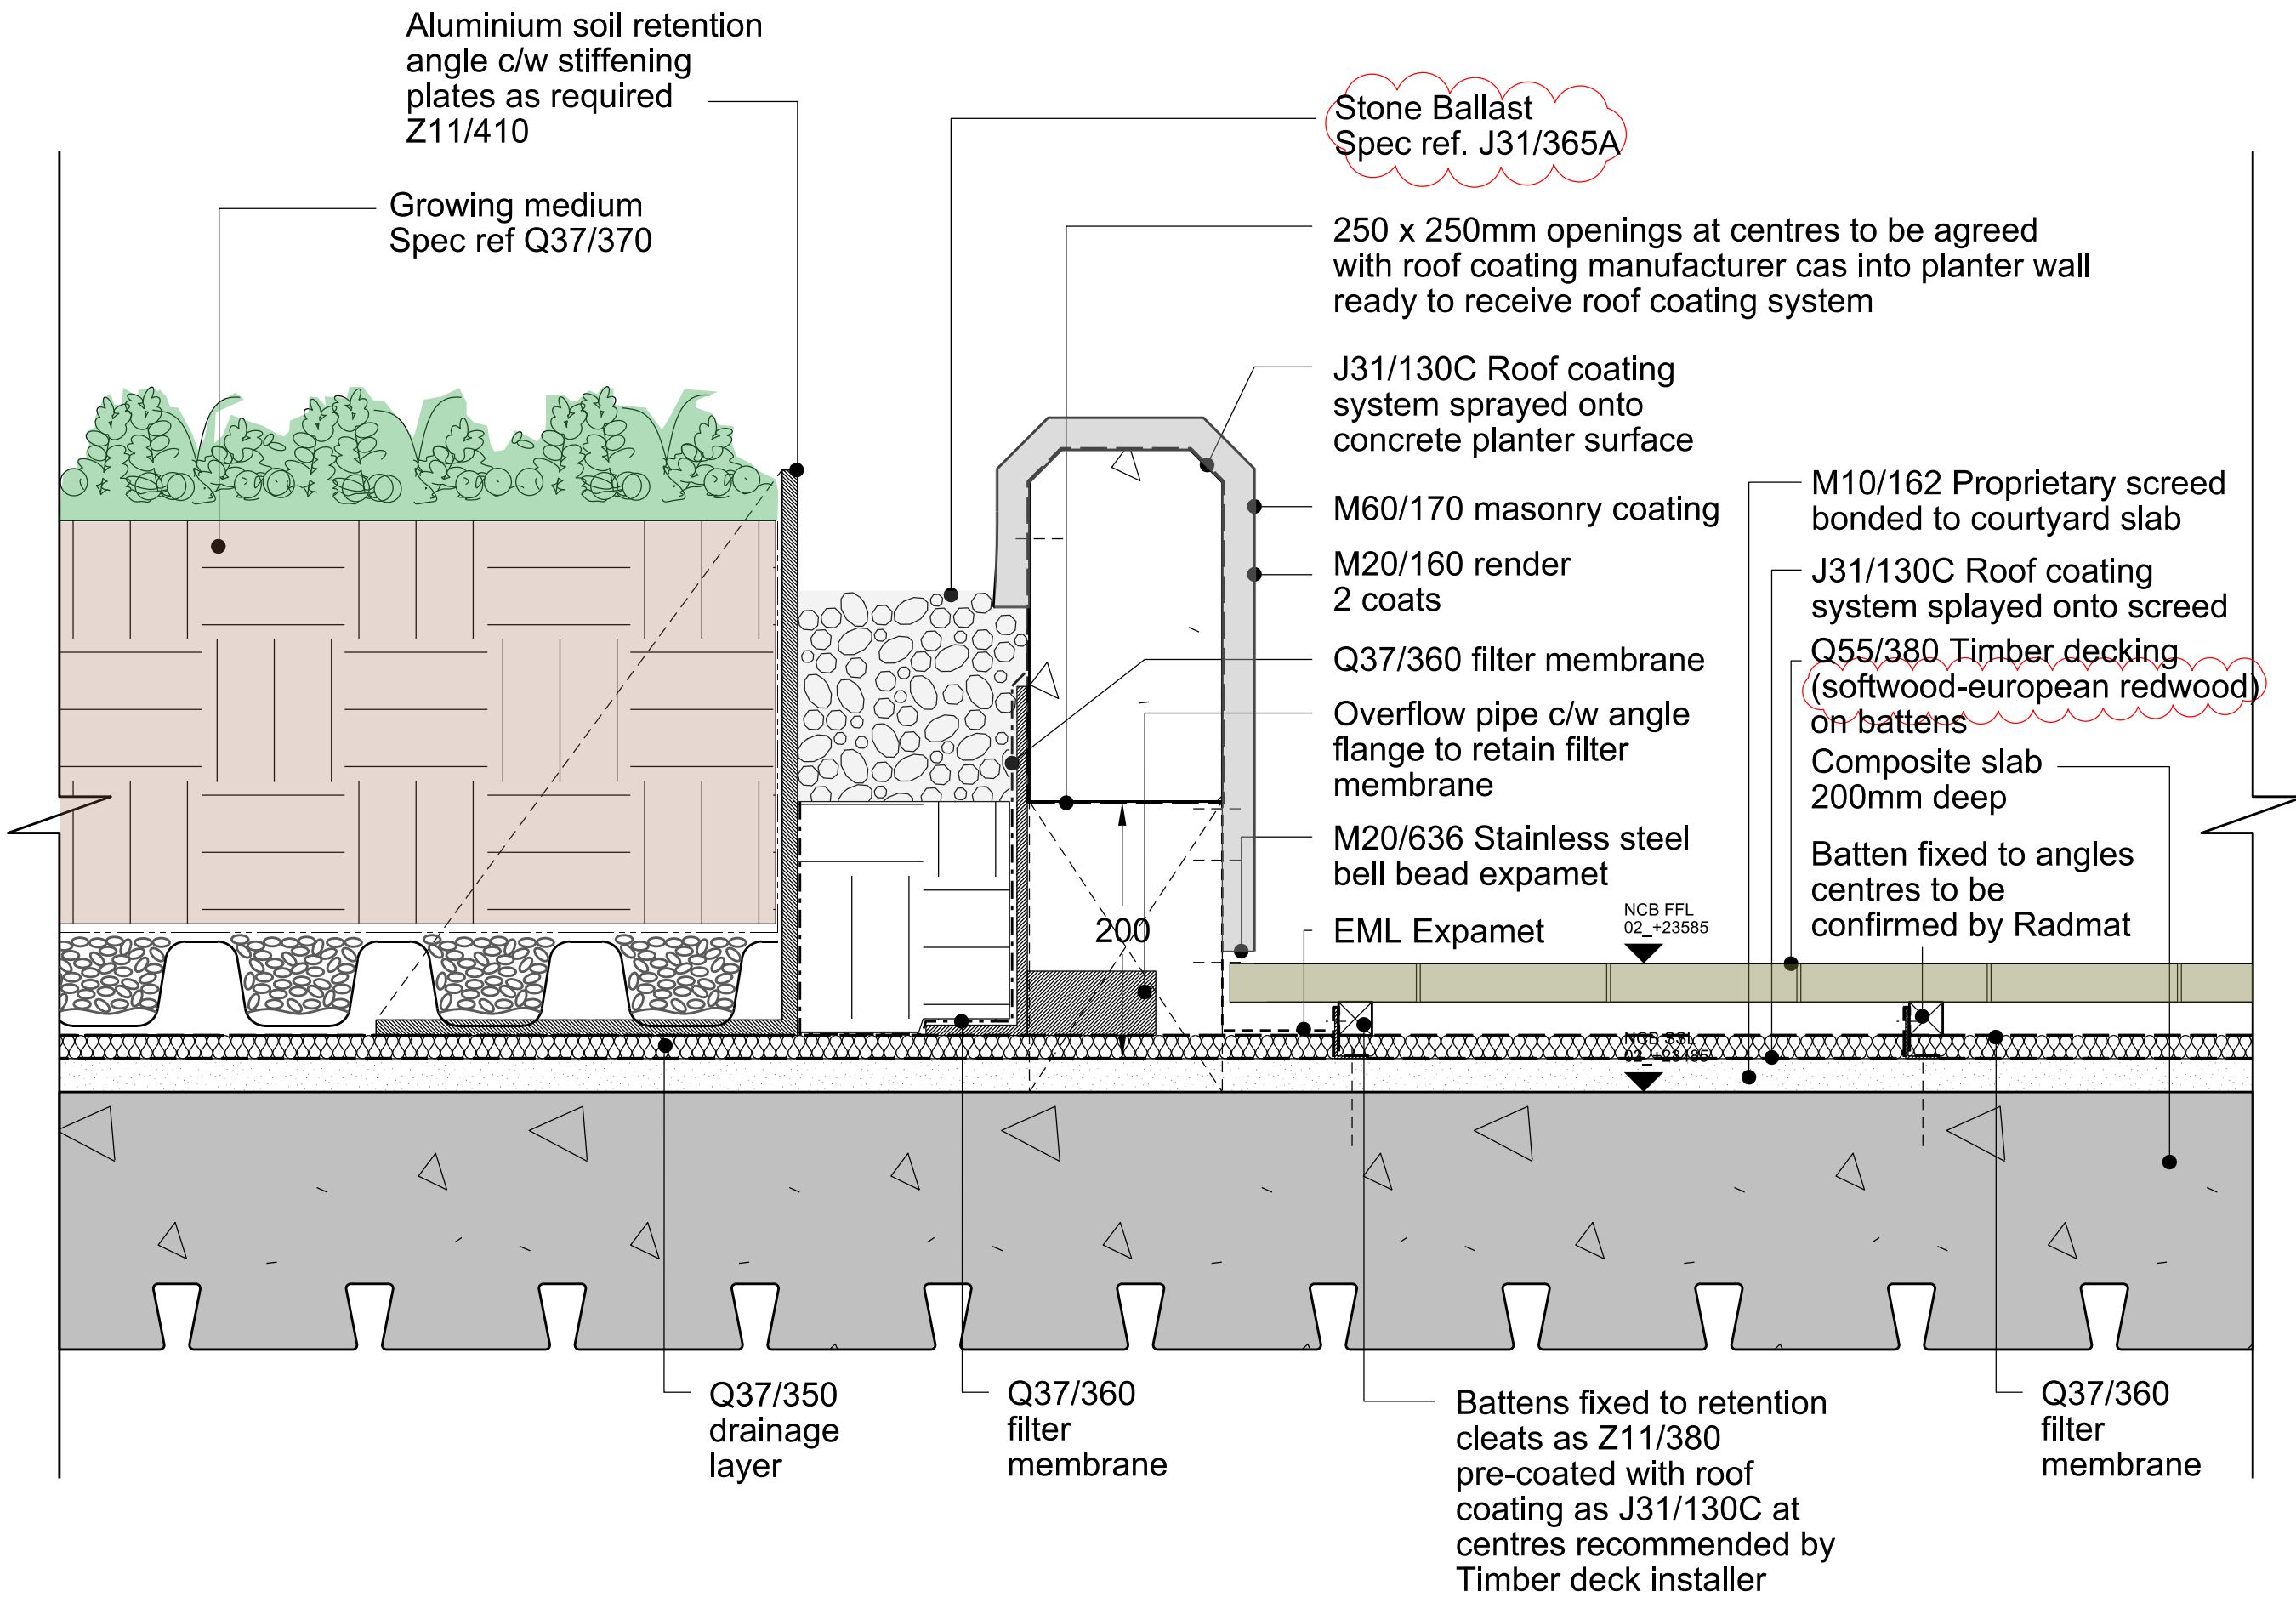 Aluminium soil retention
angle c/w stiffening
plates as required
Z11/410
Growing medium
Spec ref Q37/370
Stone Ballast
Spec ref. J31/365A
250 x 250mm openings at centres to be agreed
with roof coating manufacturer cas into planter wall
ready to receive roof coating system
J31/130C Roof coating
system sprayed onto
concrete planter surface
M60/170 masonry coating
M20/160 render
2 coats
Q37/360 filter membrane
Overflow pipe c/w angle
flange to retain filter
membrane
M20/636 Stainless steel
bell bead expamet
EML Expamet
M10/162 Proprietary screed
bonded to courtyard slab
J31/130C Roof coating
system splayed onto screed
Q55/380 Timber decking
(softwood-european redwood)
on battens
Composite slab
200mm deep
Batten fixed to angles
centres to be
confirmed by Radmat
NCB FFL
02_+23585
200
NCB SSL
02_+23485
Q37/350
drainage
layer
Q37/360
filter
membrane
Battens fixed to retention
cleats as Z11/380
pre-coated with roof
coating as J31/130C at
centres recommended by
Timber deck installer
Q37/360
filter
membrane